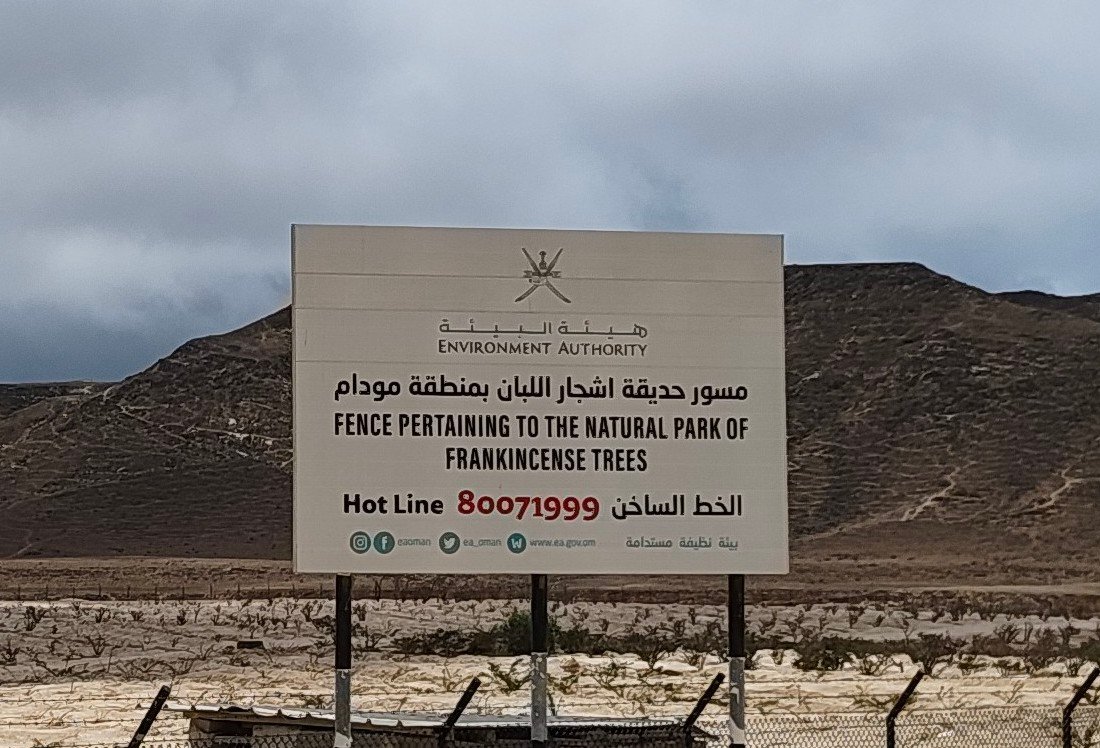 هيئة البيئة
ENVIRONMENT AUTHORITY
مسور حديقة اشجار اللبان بمنطقة مودام
FENCE PERTAINING TO THE NATURAL PARK OF
FRANKINCENSE TREES
Hot Line 80071999 الخط الساخن
eaoman ea_oman www.ea.gov.om بيئة نظيفة مستدامة